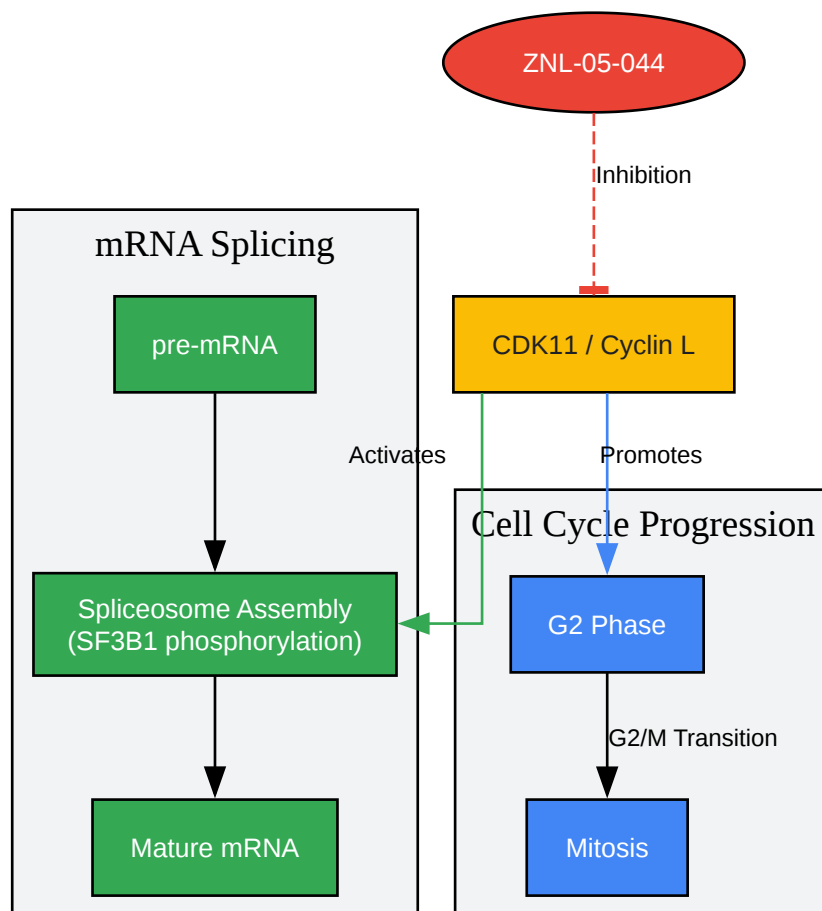 ZNL-05-044
Inhibition
mRNA Splicing
pre-mRNA
CDK11 / Cyclin L
Activates
Promotes
Cell Cycle Progression
Spliceosome Assembly
(SF3B1 phosphorylation)
G2 Phase
G2/M Transition
Mature mRNA
Mitosis